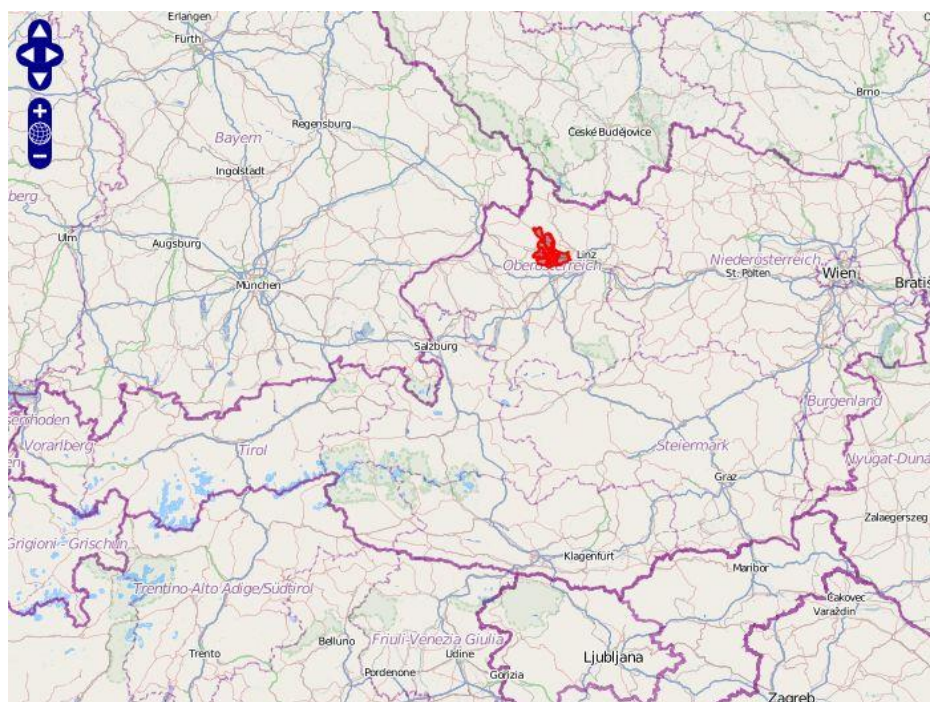 Erlangen
Fürth
Brno
Regensburg
České Budějovice
Bayern
Ingolstadt
berg
Ulm
Augsburg
Linz
Niederösterreich
Oberösterreich
St. Pölten
Wien
München
Bratis
Salzburg
Burgenland
Vorarlberg
Tirol
Steiermark
Nyugat-Duná
Graz
Zalaegerszeg
Grigioni - Grischun
Klagenfurt
Maribor
Trentino-Alto Adige/Südtirol
Čakovec
Varaždin
Belluno
Friuli-Venezia Giulia
Trento
Udine
Ljubljana
Pordenone
Gorizia
Zagreb